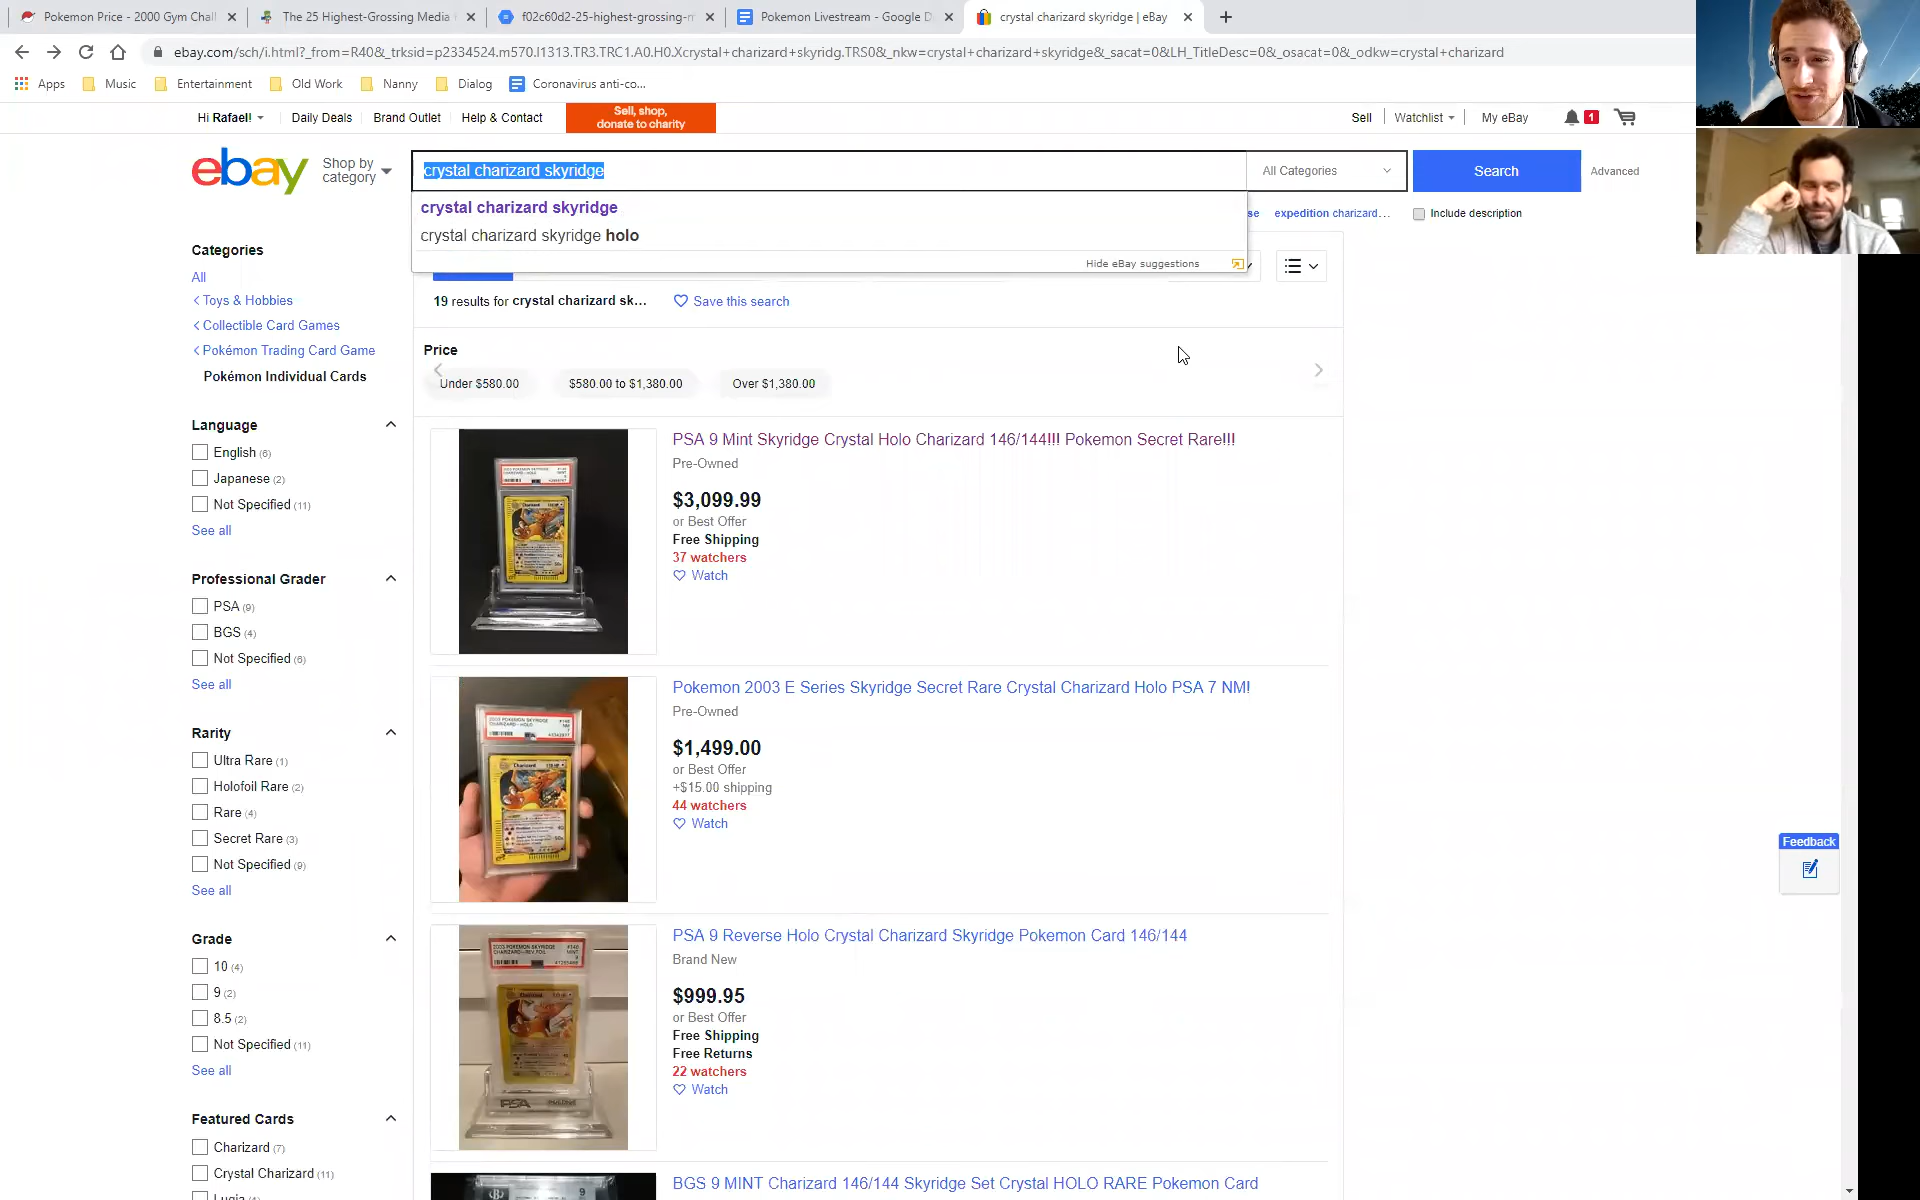 Pokemon Price - 2000 Gym Chall
The 25 Highest-Grossing Media
f02c60d2-25-highest-grossing-m
Pokemon Livestream - Google D
crystal charizard skyridge | eBay
ebay.com/sch/i.html?_from=R40&_trksid=p2334524.m570.l1313.TR3.TRC1.A0.H0.Xcrystal+charizard+skyridg.TRS0&_nkw=crystal+charizard+skyridge&_sacat=0&LH_TitleDesc=0&_osacat=0&_odkw=crystal+charizard
Apps
Music
Entertainment
Old Work
Nanny
Dialog
Coronavirus anti-co...
Hi Rafael!
Daily Deals
Brand Outlet
Help & Contact
Sell, shop,
donate to charity
Sell
Watchlist
My eBay
1
ebay
Shop by
category
crystal charizard skyridge
All Categories
Search
Advanced
crystal charizard skyridge
crystal charizard skyridge holo
Hide eBay suggestions
se
expedition charizard...
Include description
Categories
All
Toys & Hobbies
Collectible Card Games
Pokémon Trading Card Game
Pokémon Individual Cards
Language
English (6)
Japanese (2)
Not Specified (11)
See all
Professional Grader
PSA (9)
BGS (4)
Not Specified (6)
See all
Rarity
Ultra Rare (1)
Holofoil Rare (2)
Rare (4)
Secret Rare (3)
Not Specified (9)
See all
Grade
10 (4)
9 (2)
8.5 (2)
Not Specified (11)
See all
Featured Cards
Charizard (7)
Crystal Charizard (11)
19 results for crystal charizard sk...
Save this search
Price
Under $580.00
$580.00 to $1,380.00
Over $1,380.00
PSA 9 Mint Skyridge Crystal Holo Charizard 146/144!!! Pokemon Secret Rare!!!
Pre-Owned
$3,099.99
or Best Offer
Free Shipping
37 watchers
Watch
Pokemon 2003 E Series Skyridge Secret Rare Crystal Charizard Holo PSA 7 NM!
Pre-Owned
$1,499.00
or Best Offer
+$15.00 shipping
44 watchers
Watch
PSA 9 Reverse Holo Crystal Charizard Skyridge Pokemon Card 146/144
Brand New
$999.95
or Best Offer
Free Shipping
Free Returns
22 watchers
Watch
BGS 9 MINT Charizard 146/144 Skyridge Set Crystal HOLO RARE Pokemon Card
Feedback